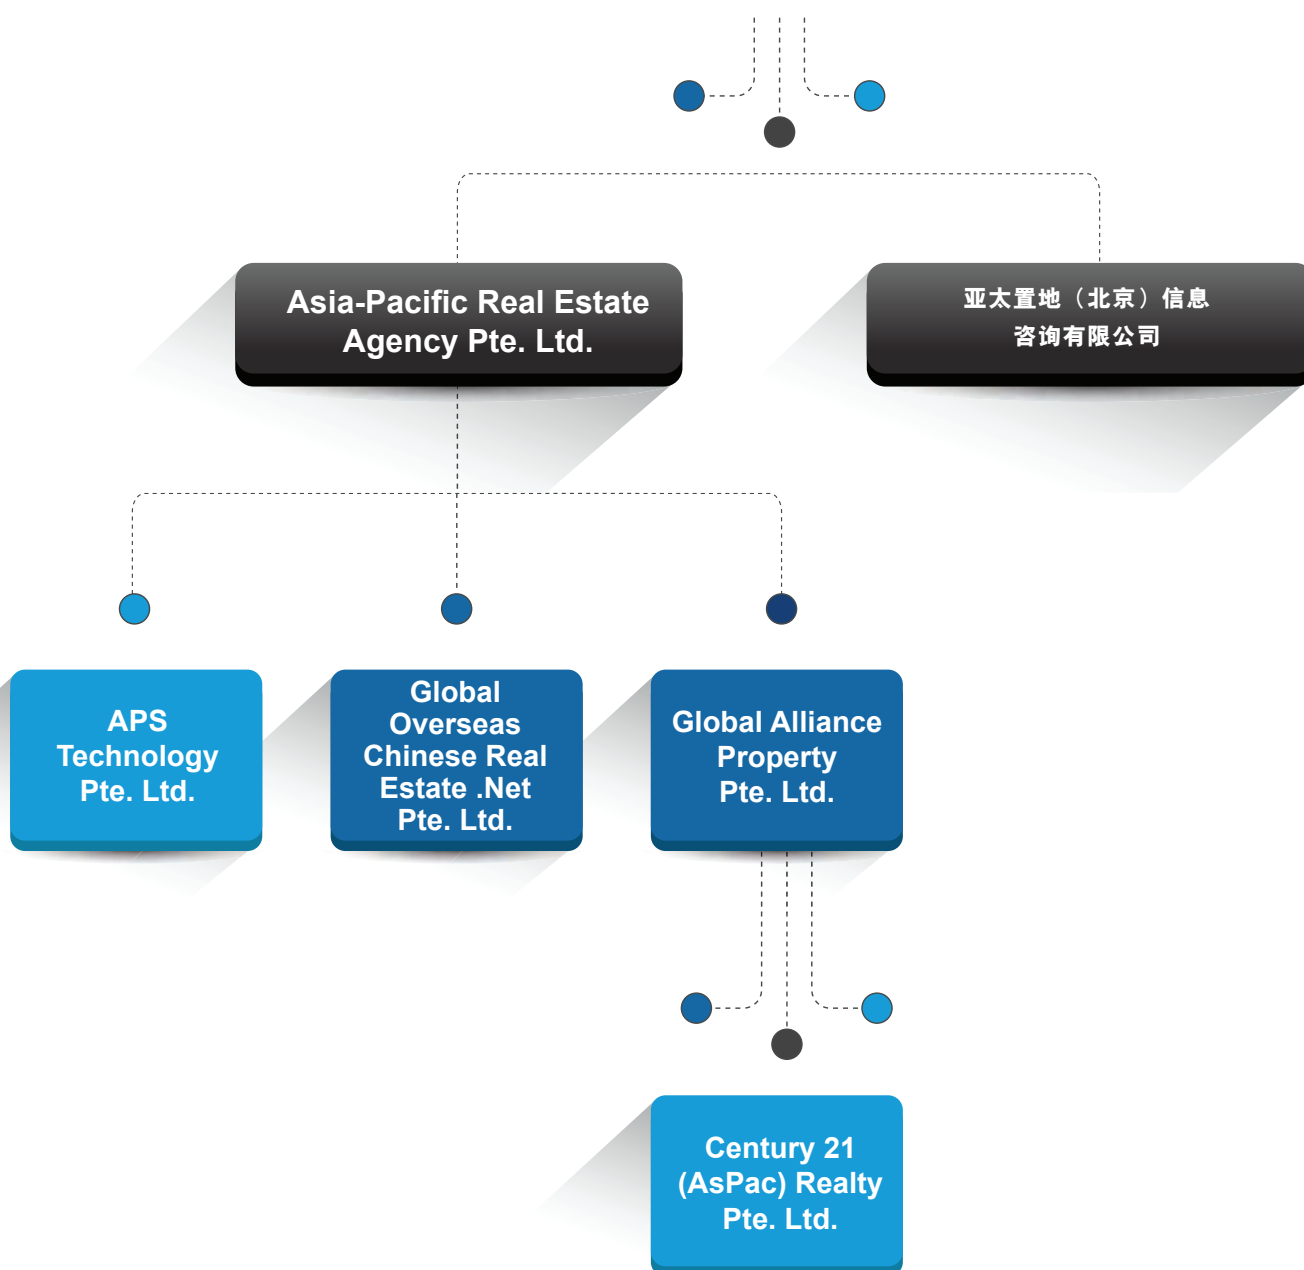 Asia-Pacific Real Estate
Agency Pte. Ltd.
亚太置地（北京）信息
咨询有限公司
APS
Technology
Pte. Ltd.
Global
Overseas
Chinese Real
Estate .Net
Pte. Ltd.
Global Alliance
Property
Pte. Ltd.
Century 21
(AsPac) Realty
Pte. Ltd.